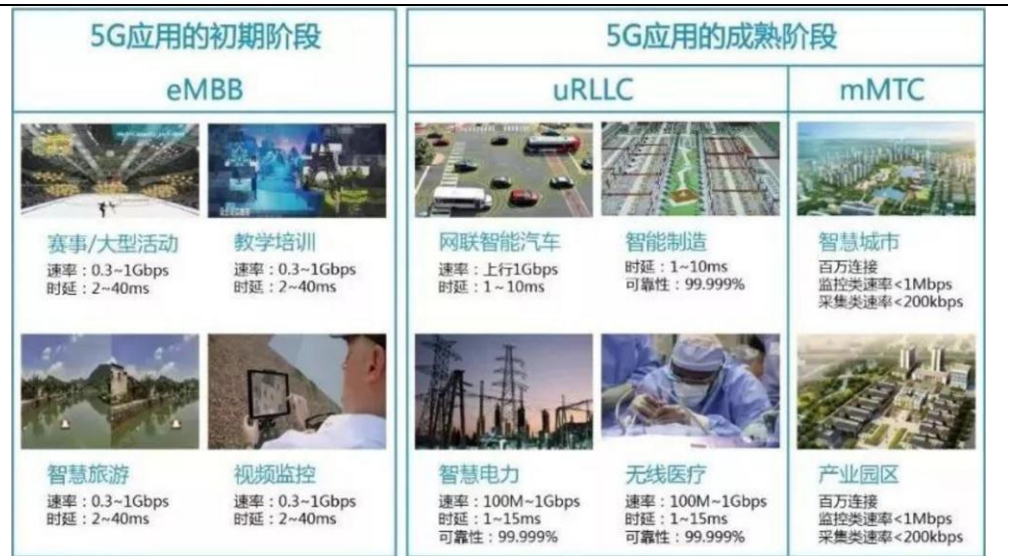 5G应用的初期阶段
eMBB
赛事/大型活动
速率：0.3~1Gbps
时延：2~40ms
教学培训
速率：0.3~1Gbps
时延：2~40ms
智慧旅游
速率：0.3~1Gbps
时延：2~40ms
视频监控
速率：0.3~1Gbps
时延：2~40ms
5G应用的成熟阶段
uRLLC
网联智能汽车
速率：上行1Gbps
时延：1~10ms
智能制造
时延：1~10ms
可靠性：99.999%
智慧电力
速率：100M~1Gbps
时延：1~15ms
可靠性：99.999%
无线医疗
速率：100M~1Gbps
时延：1~15ms
可靠性：99.999%
mMTC
智慧城市
百万连接
监控类速率<1Mbps
采集类速率<200kbps
产业园区
百万连接
监控类速率<1Mbps
采集类速率<200kbps